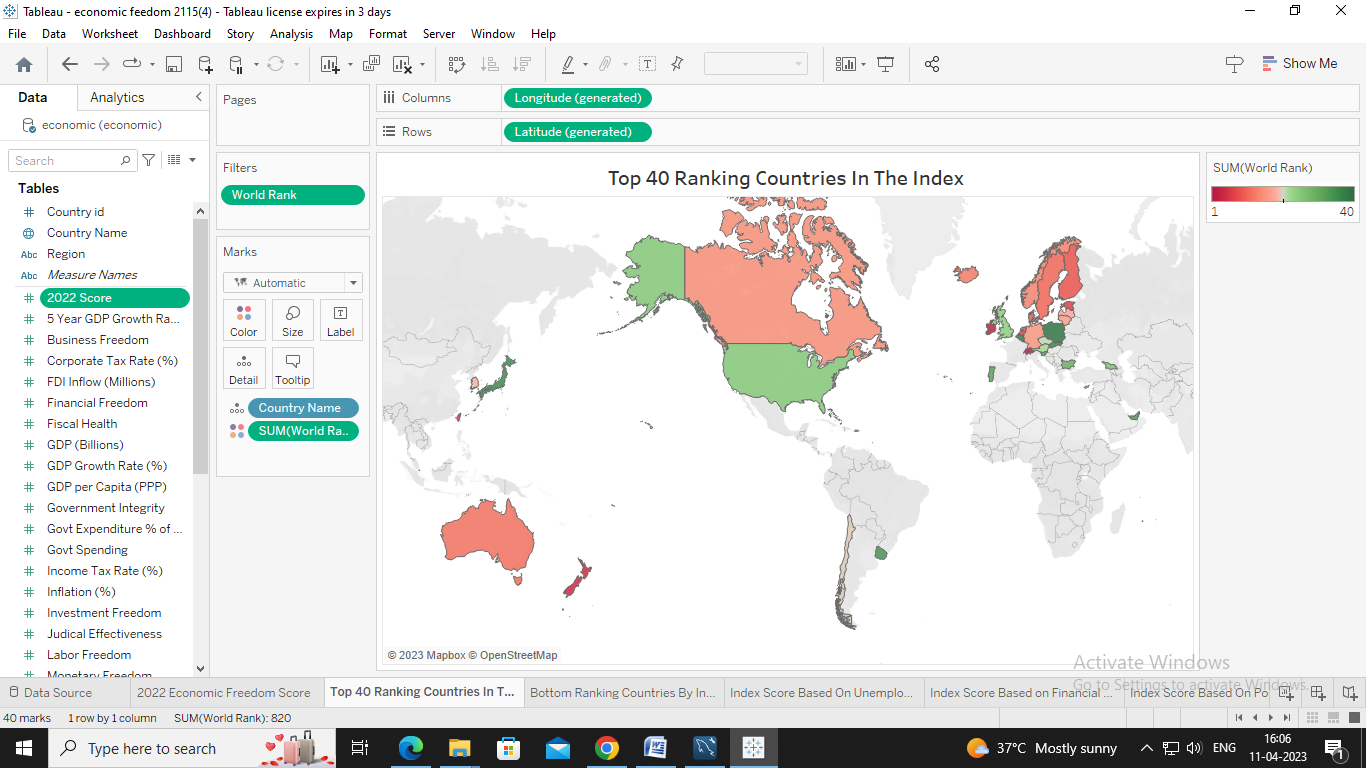 Tableau - economic feedom 2115(4) - Tableau license expires in 3 days
File Data Worksheet Dashboard Story Analysis Map Format Server Window Help
Show Me
Data Analytics
economic (economic)
Search
Tables
Country id
Country Name
Abc Region
Abc Measure Names
2022 Score
5 Year GDP Growth Ra...
Business Freedom
Corporate Tax Rate (%)
FDI Inflow (Millions)
Financial Freedom
Fiscal Health
GDP (Billions)
GDP Growth Rate (%)
GDP per Capita (PPP)
Government Integrity
Govt Expenditure % of ...
Govt Spending
Income Tax Rate (%)
Inflation (%)
Investment Freedom
Judical Effectiveness
Labor Freedom
Monetary Freedom
Pages
Filters
World Rank
Marks
Automatic
Color Size Label
Detail Tooltip
Country Name
SUM(World Ra..
Columns Longitude (generated)
Rows Latitude (generated)
Top 40 Ranking Countries In The Index
© 2023 Mapbox © OpenStreetMap
SUM(World Rank)
1 40
Activate Windows
Go to Settings to activate Windows.
Data Source 2022 Economic Freedom Score Top 40 Ranking Countries In T... Bottom Ranking Countries By In... Index Score Based On Unemplo... Index Score Based on Financial ... Index Score Based On Po
40 marks 1 row by 1 column SUM(World Rank): 820
Type here to search
37°C Mostly sunny
ENG
16:06
11-04-2023
1